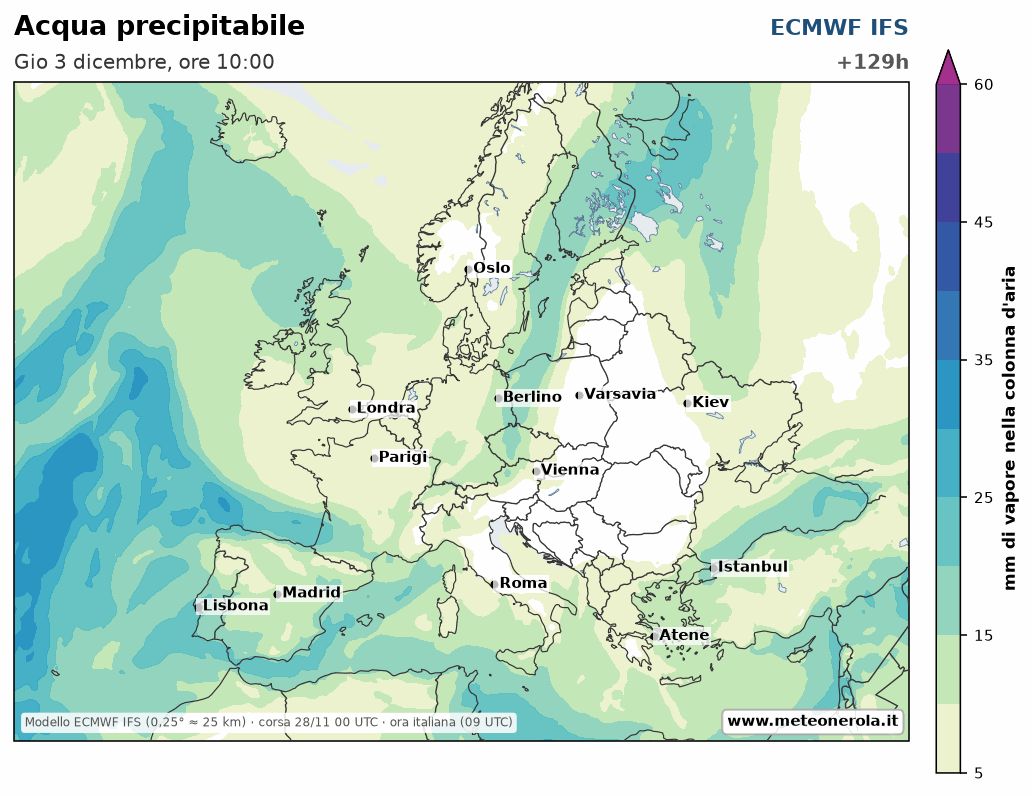 Acqua precipitabile
ECMWF IFS
Gio 3 dicembre, ore 10:00
+129h
60
45
35
25
15
5
mm di vapore nella colonna d'aria
Oslo
Berlino
Varsavia
Kiev
Londra
Parigi
Vienna
Istanbul
Roma
Madrid
Lisbona
Atene
Modello ECMWF IFS (0,25° ≈ 25 km) · corsa 28/11 00 UTC · ora italiana (09 UTC)
www.meteonerola.it